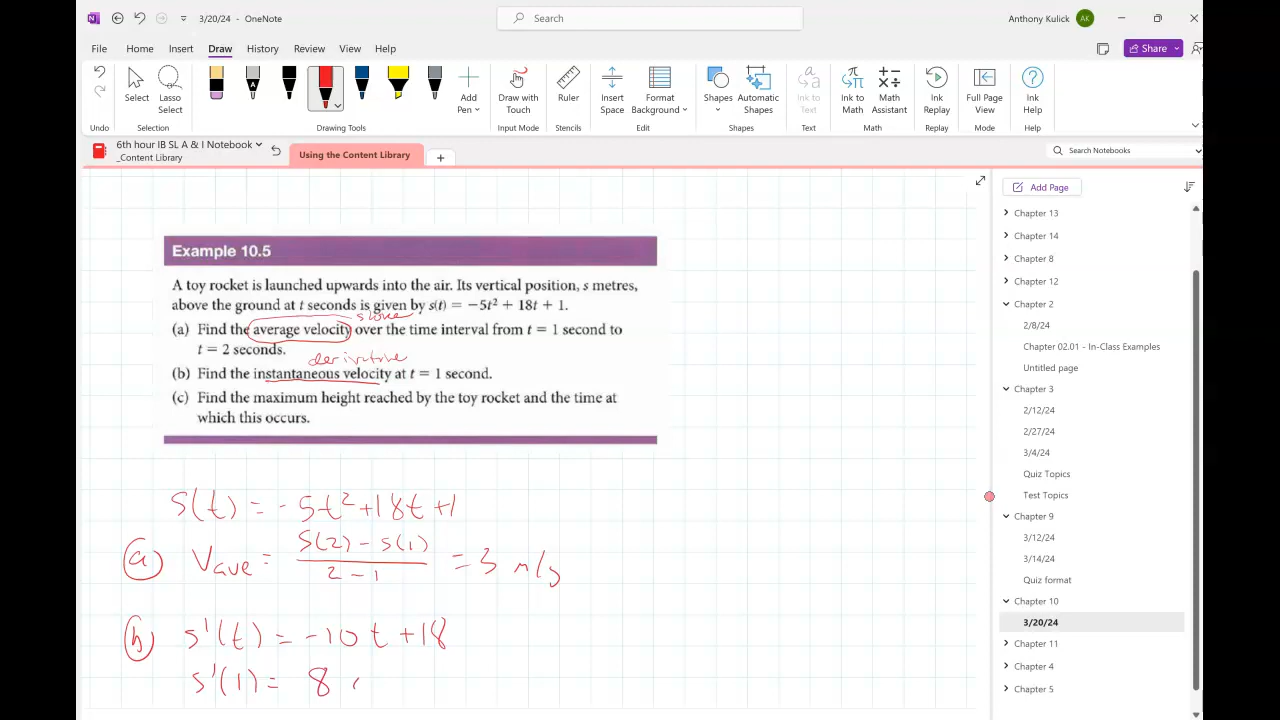 3/20/24 - OneNote
Search
Anthony Kulick
AK
File Home Insert Draw History Review View Help
Share
Undo
Select
Lasso Select
Selection
A
Add Pen
Drawing Tools
Draw with Touch
Input Mode
Ruler
Stencils
Insert Space
Format Background
Edit
Shapes
Automatic Shapes
Shapes
Ink to Text
Text
Ink to Math
Math Assistant
Math
Ink Replay
Replay
Full Page View
Mode
Ink Help
Help
6th hour IB SL A & I Notebook
_Content Library
Using the Content Library
Search Notebooks
Add Page
Chapter 13
Chapter 14
Chapter 8
Chapter 12
Chapter 2
2/8/24
Chapter 02.01 - In-Class Examples
Untitled page
Chapter 3
2/12/24
2/27/24
3/4/24
Quiz Topics
Test Topics
Chapter 9
3/12/24
3/14/24
Quiz format
Chapter 10
3/20/24
Chapter 11
Chapter 4
Chapter 5
Example 10.5
A toy rocket is launched upwards into the air. Its vertical position, s metres,
above the ground at t seconds is given by s(t) = −5t² + 18t + 1.
slope
(a) Find the average velocity over the time interval from t = 1 second to
t = 2 seconds.
derivative
(b) Find the instantaneous velocity at t = 1 second.
(c) Find the maximum height reached by the toy rocket and the time at
which this occurs.
S(t) = -5t²+18t+1
(a) Vave = S(2) - S(1) / 2 - 1 = 3 m/s
(b) s'(t) = -10t +18
s'(1) = 8